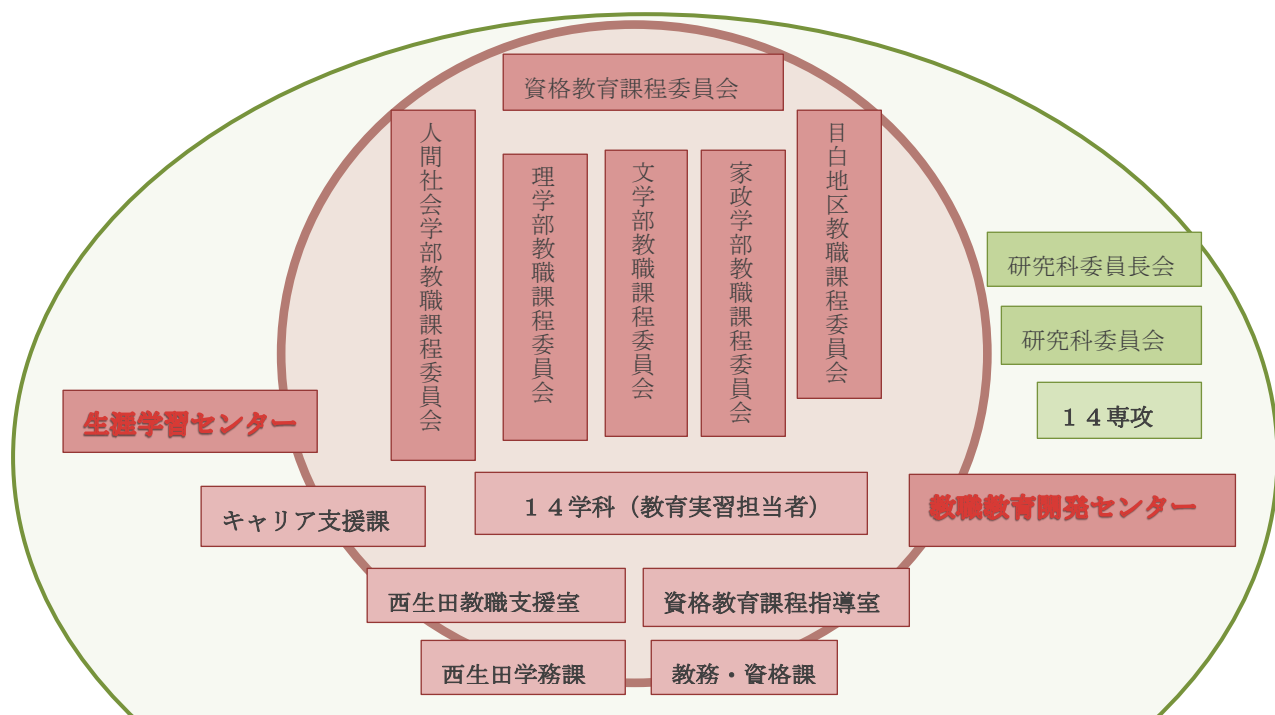 資格教育課程委員会
人間社会学部教職課程委員会
理学部教職課程委員会
文学部教職課程委員会
家政学部教職課程委員会
目白地区教職課程委員会
研究科委員長会
研究科委員会
１４専攻
生涯学習センター
１４学科（教育実習担当者）
教職教育開発センター
キャリア支援課
西生田教職支援室
資格教育課程指導室
西生田学務課
教務・資格課